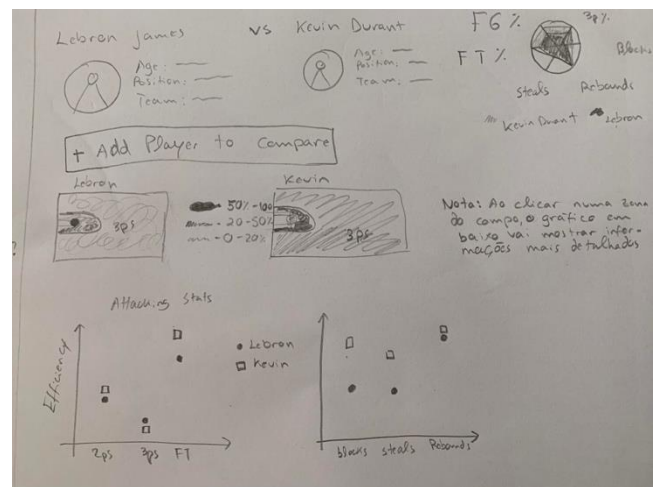 Lebron James vs Kevin Durant
Age:
Position:
Team:
Age:
Position:
Team:
FG%
3P%
FT%
Blocks
Steals
Rebounds
Kevin Durant
Lebron
+ Add Player to Compare
Lebron
3ps
50%-100
20-50%
0-20%
Kevin
3ps
Nota: Ao clicar numa zona
do campo, o gráfico em
baixo vai mostrar infor-
mações mais detalhadas
?
Attacking Stats
Efficiency
Lebron
Kevin
2ps 3ps FT
blocks steals Rebounds